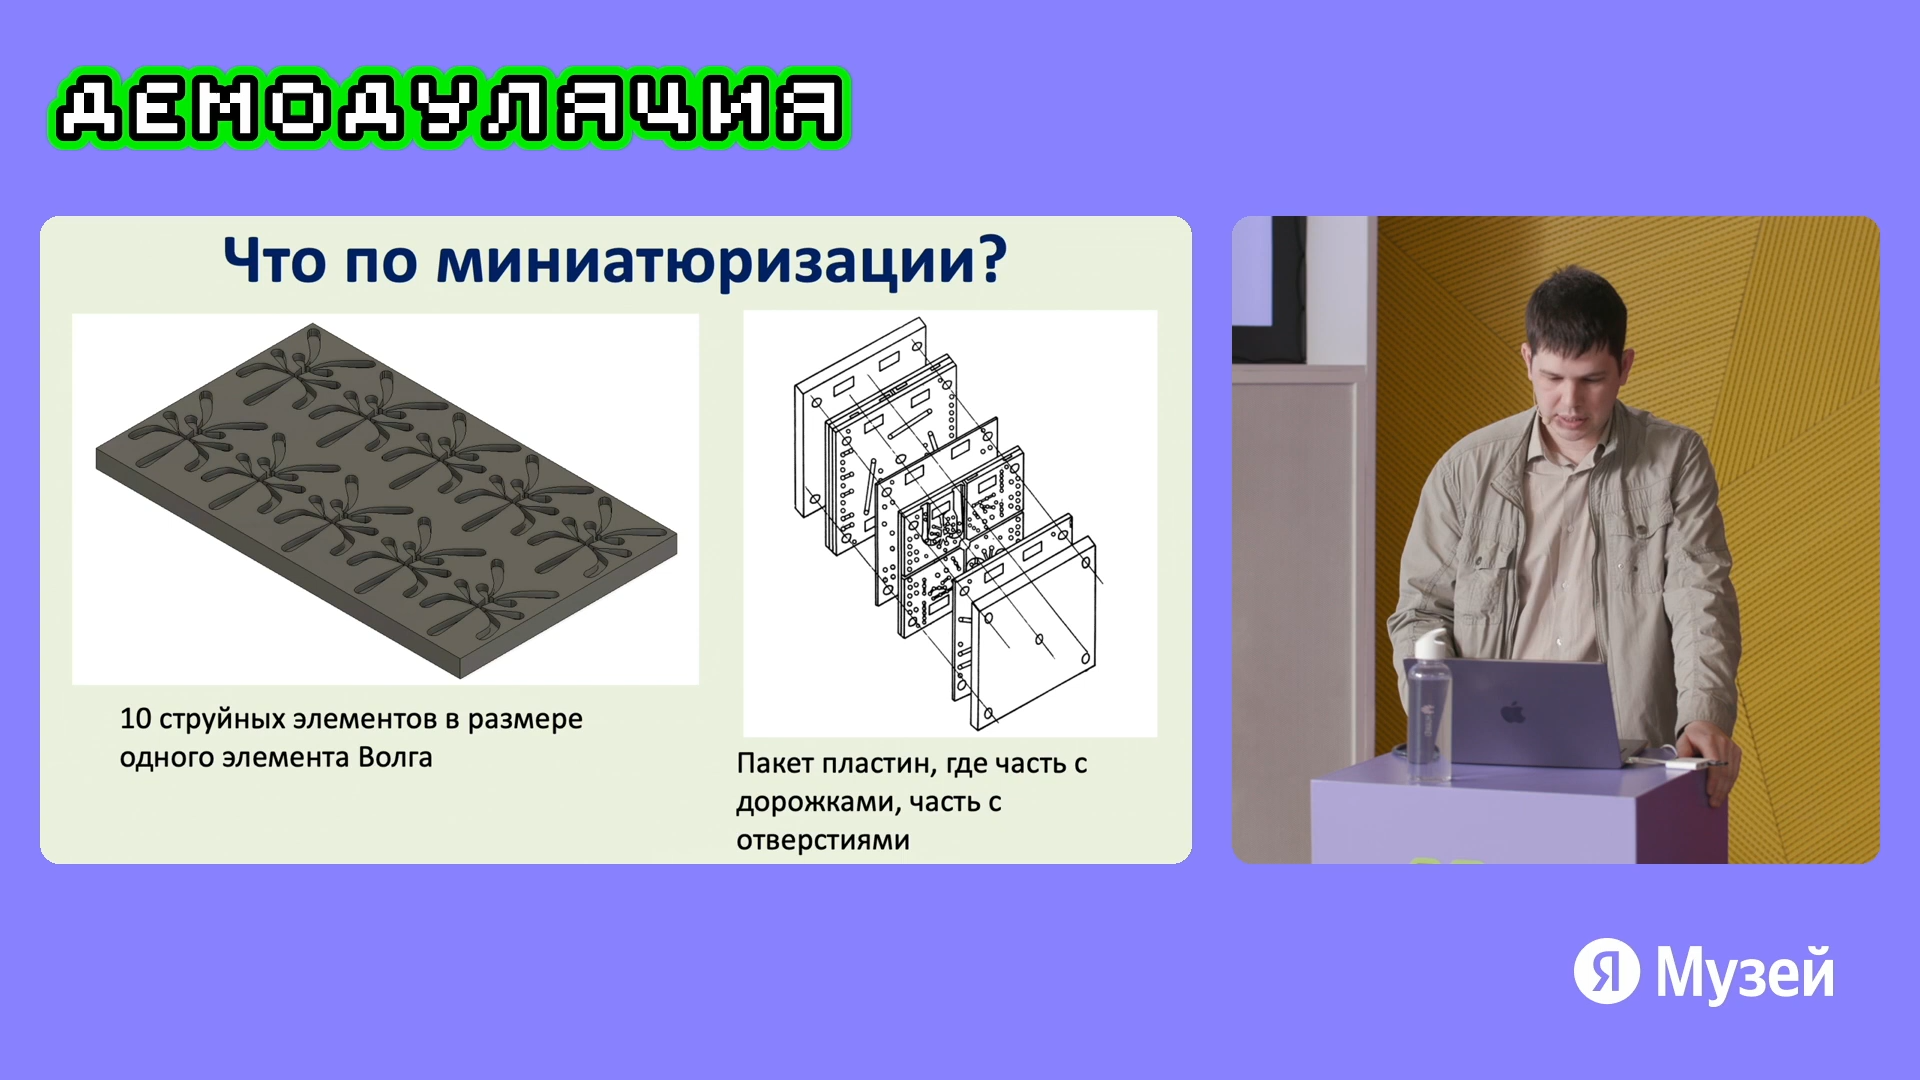 ДЕМОДУЛЯЦИЯ
Что по миниатюризации?
10 струйных элементов в размере
одного элемента Волга
Пакет пластин, где часть с
дорожками, часть с
отверстиями
Я Музей